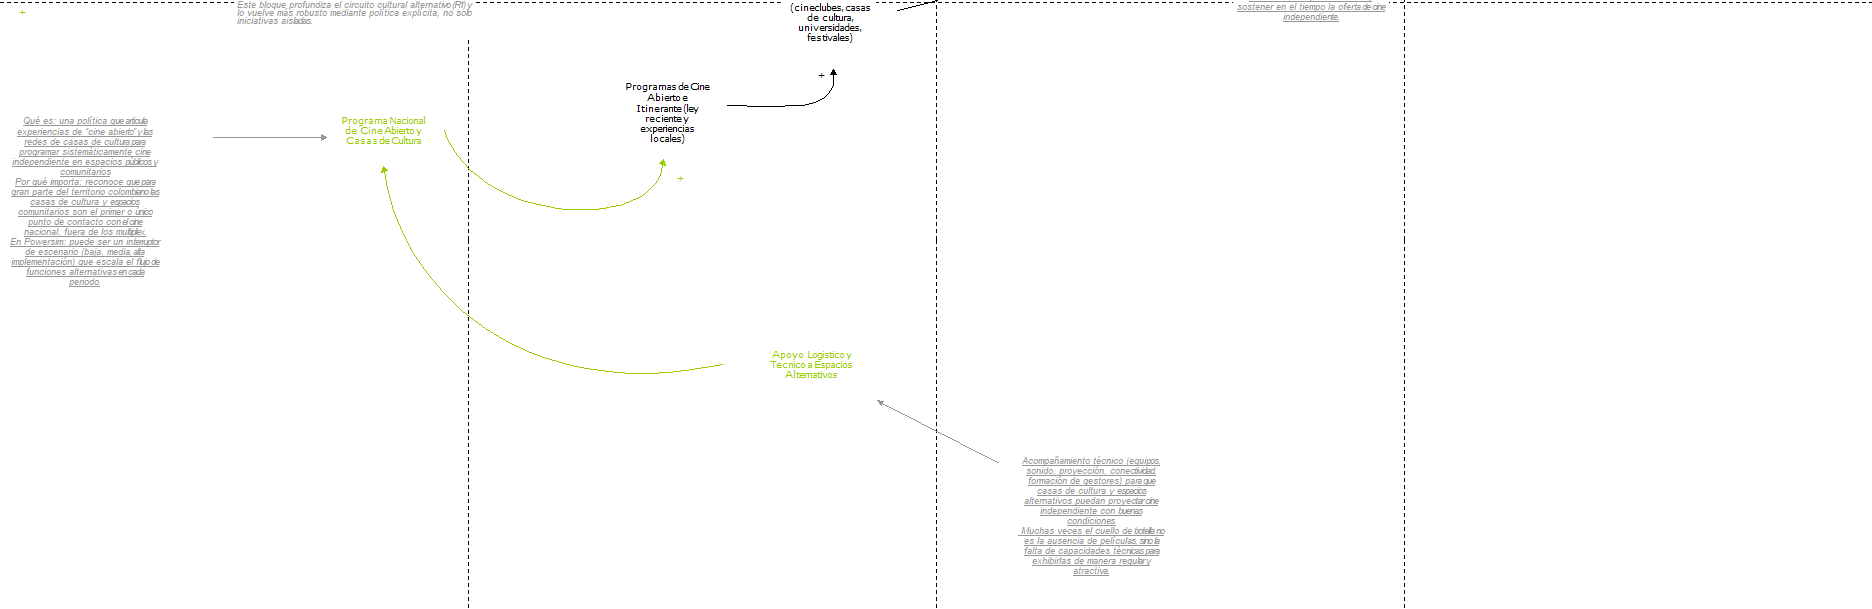 Este bloque profundiza el circuito cultural alternativo (Rf) y
lo vuelve más robusto mediante política explícita, no solo
iniciativas aisladas.
+
(cineclubes, casas
de cultura,
universidades,
festivales)
sostener en el tiempo la oferta de cine
independiente.
+
Programas de Cine
Abierto e
Itinerante (ley
reciente y
experiencias
locales)
+
Programa Nacional
de Cine Abierto y
Casas de Cultura
Qué es: una política que articula
experiencias de "cine abierto" y las
redes de casas de cultura para
programar sistemáticamente cine
independiente en espacios públicos y
comunitarios
Por qué importa: reconoce que para
gran parte del territorio colombiano las
casas de cultura y espacios
comunitarios son el primer o único
punto de contacto con el cine
nacional, fuera de los multiplex.
En Powersim: puede ser un interruptor
de escenario (baja, media, alta
implementación) que escala el flujo de
funciones alternativas en cada
periodo.
Apoyo Logistico y
Tecnico a Espacios
Alternativos
Acompañamiento técnico (equipos,
sonido, proyección, conectividad,
formación de gestores) para que
casas de cultura y espacios
alternativos puedan proyectar cine
independiente con buenas
condiciones.
Muchas veces el cuello de botella no
es la ausencia de películas, sino la
falta de capacidades técnicas para
exhibirlas de manera regular y
atractiva.